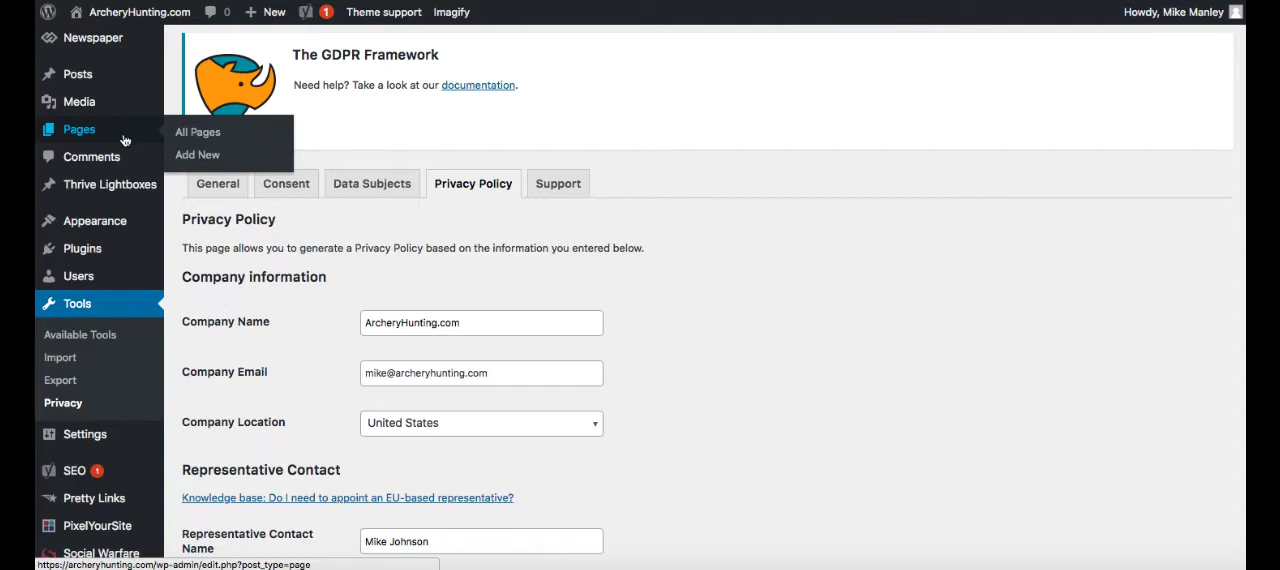 ArcheryHunting.com 0 New 1 Theme support Imagify Howdy, Mike Manley
Newspaper
Posts
Media
Pages
Comments
Thrive Lightboxes
Appearance
Plugins
Users
Tools
Available Tools
Import
Export
Privacy
Settings
SEO 1
Pretty Links
PixelYourSite
Social Warfare
All Pages
Add New
The GDPR Framework
Need help? Take a look at our documentation.
General Consent Data Subjects Privacy Policy Support
Privacy Policy
This page allows you to generate a Privacy Policy based on the information you entered below.
Company information
Company Name ArcheryHunting.com
Company Email mike@archeryhunting.com
Company Location United States
Representative Contact
Knowledge base: Do I need to appoint an EU-based representative?
Representative Contact
Name Mike Johnson
https://archeryhunting.com/wp-admin/edit.php?post_type=page